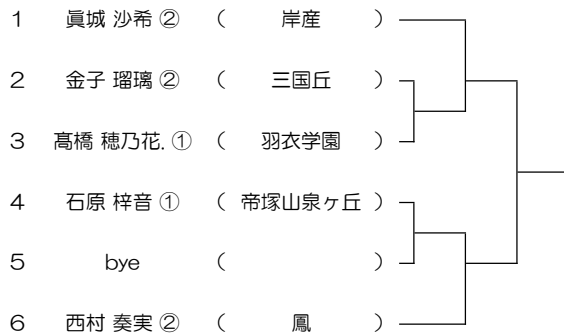 1 眞城 沙希 ② ( 岸産 )
2 金子 瑠璃 ② ( 三国丘 )
3 髙橋 穂乃花. ① ( 羽衣学園 )
4 石原 梓音 ① ( 帝塚山泉ヶ丘 )
5 bye ( )
6 西村 奏実 ② ( 鳳 )